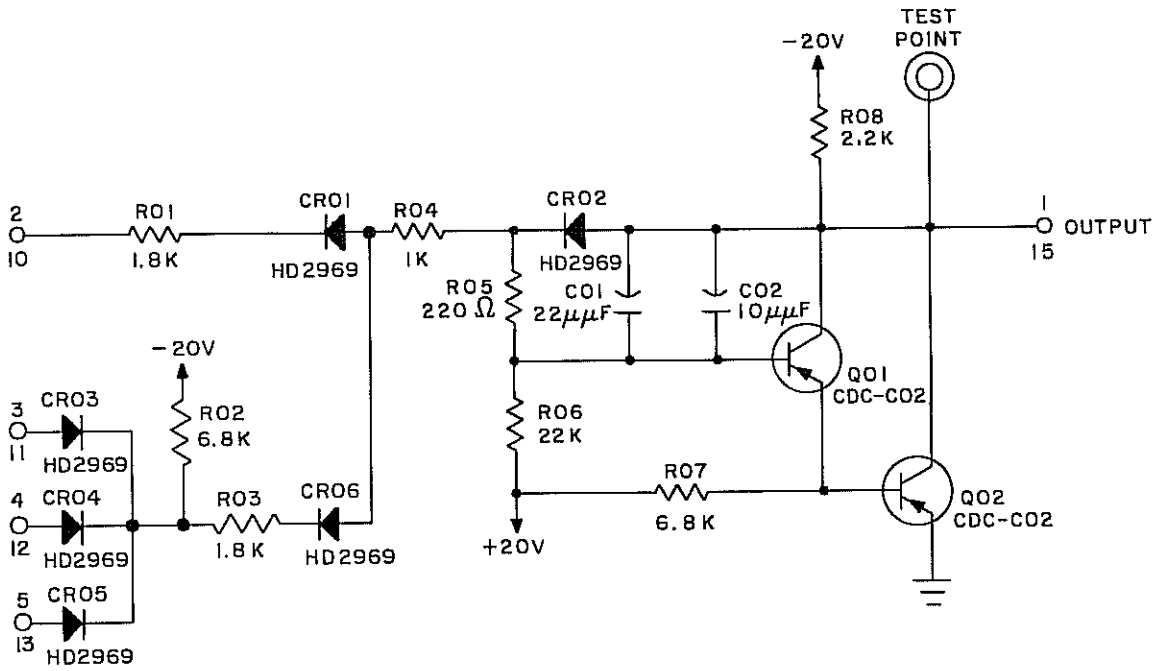 TEST
POINT
-20V
R08
2.2K
2
10
R01
1.8K
CR01
HD2969
R04
1K
CR02
HD2969
1
15
OUTPUT
R05
220Ω
C01
22μμF
C02
10μμF
Q01
CDC-C02
-20V
R02
6.8K
3
11
CR03
HD2969
R06
22K
4
12
CR04
HD2969
R03
1.8K
CR06
HD2969
R07
6.8K
Q02
CDC-C02
+20V
5
13
CR05
HD2969